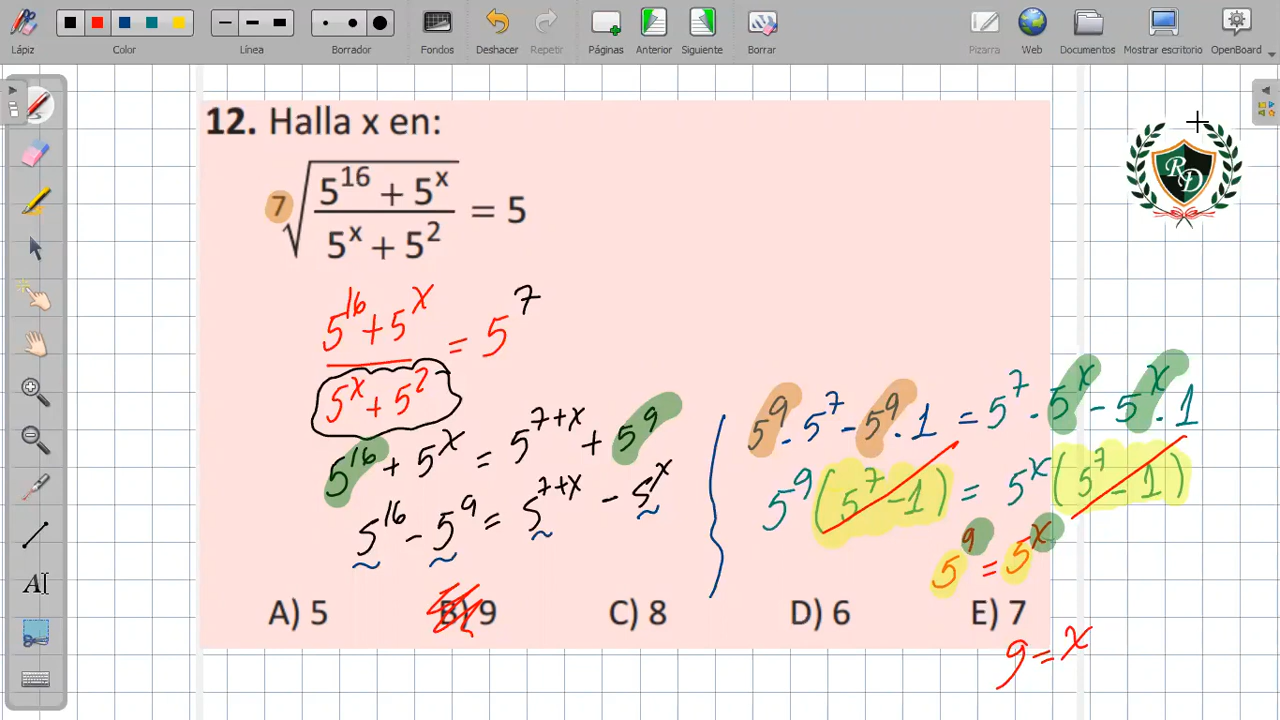 Lápiz Color Línea Borrador Fondos Deshacer Repetir Páginas Anterior Siguiente Borrar Pizarra Web Documentos Mostrar escritorio OpenBoard
12. Halla x en:
⁷√((5¹⁶ + 5ˣ)/(5ˣ + 5²)) = 5
(5¹⁶ + 5ˣ)/(5ˣ + 5²) = 5⁷
5¹⁶ + 5ˣ = 5⁷⁺ˣ + 5⁹
5¹⁶ - 5⁹ = 5⁷⁺ˣ - 5ˣ
5⁹ · 5⁷ - 5⁹ · 1 = 5⁷ · 5ˣ - 5ˣ · 1
5⁹(5⁷ - 1) = 5ˣ(5⁷ - 1)
5⁹ = 5ˣ
A) 5 B) 9 C) 8 D) 6 E) 7
9 = x
RD
AI